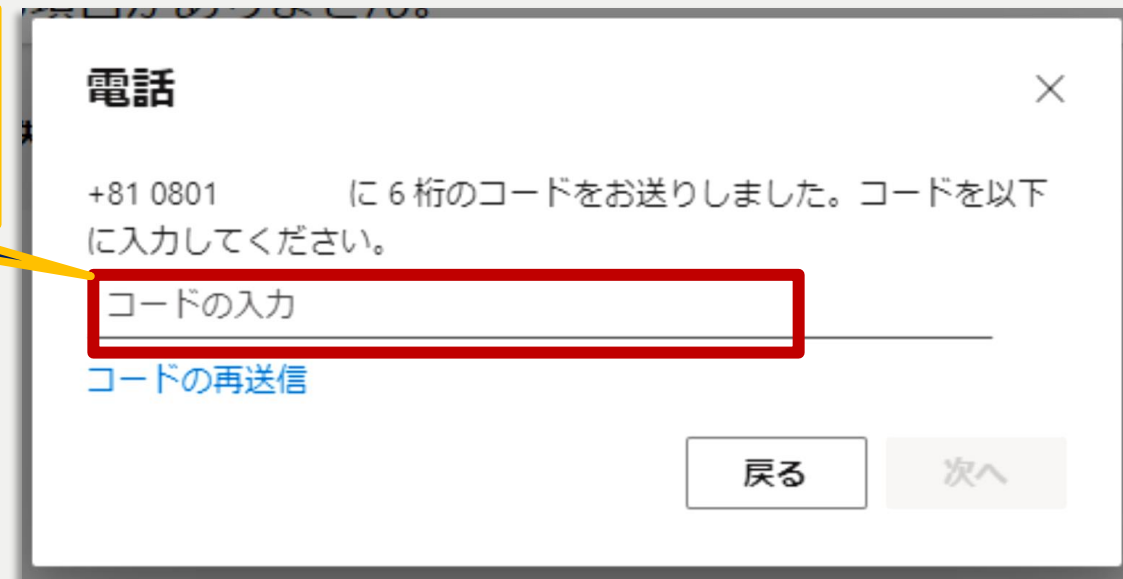 電話
+81 0801 に 6 桁のコードをお送りしました。コードを以下
に入力してください。
コードの入力
コードの再送信
戻る
次へ